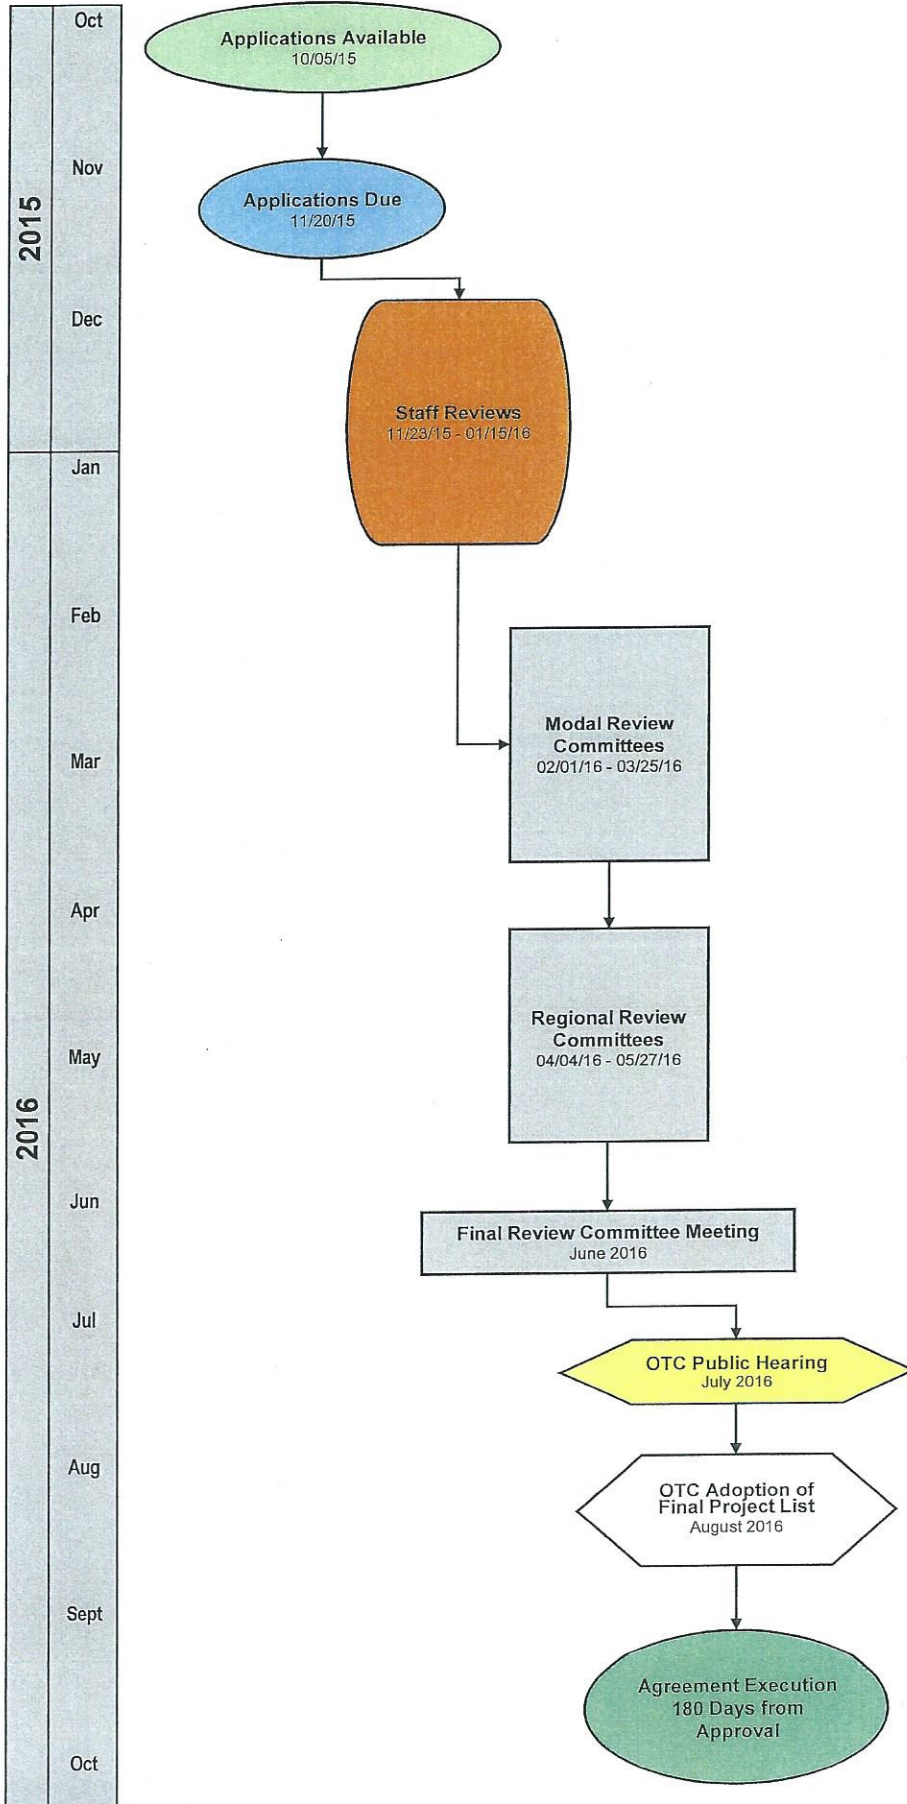 Oct
Applications Available
10/05/15
Nov
Applications Due
11/20/15
2015
Dec
Staff Reviews
11/23/15 - 01/15/16
Jan
Feb
Modal Review
Committees
02/01/16 - 03/25/16
Mar
Apr
Regional Review
Committees
04/04/16 - 05/27/16
May
2016
Jun
Final Review Committee Meeting
June 2016
Jul
OTC Public Hearing
July 2016
Aug
OTC Adoption of
Final Project List
August 2016
Sept
Agreement Execution
180 Days from
Approval
Oct